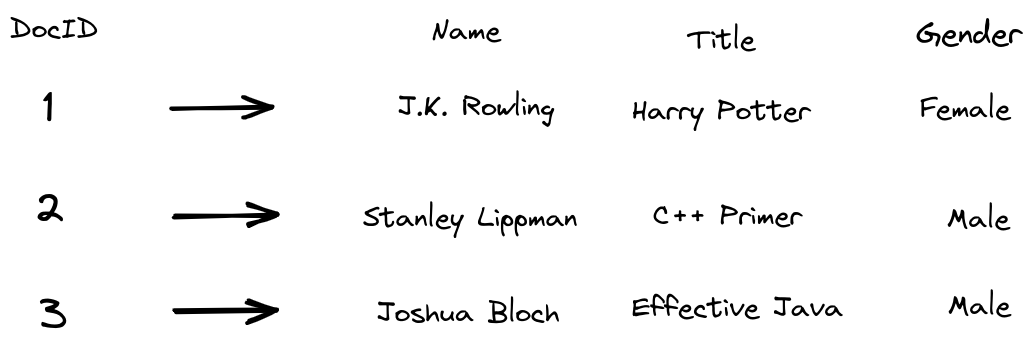 DocID Name Title Gender
1 J.K. Rowling Harry Potter Female
2 Stanley Lippman C++ Primer Male
3 Joshua Bloch Effective Java Male